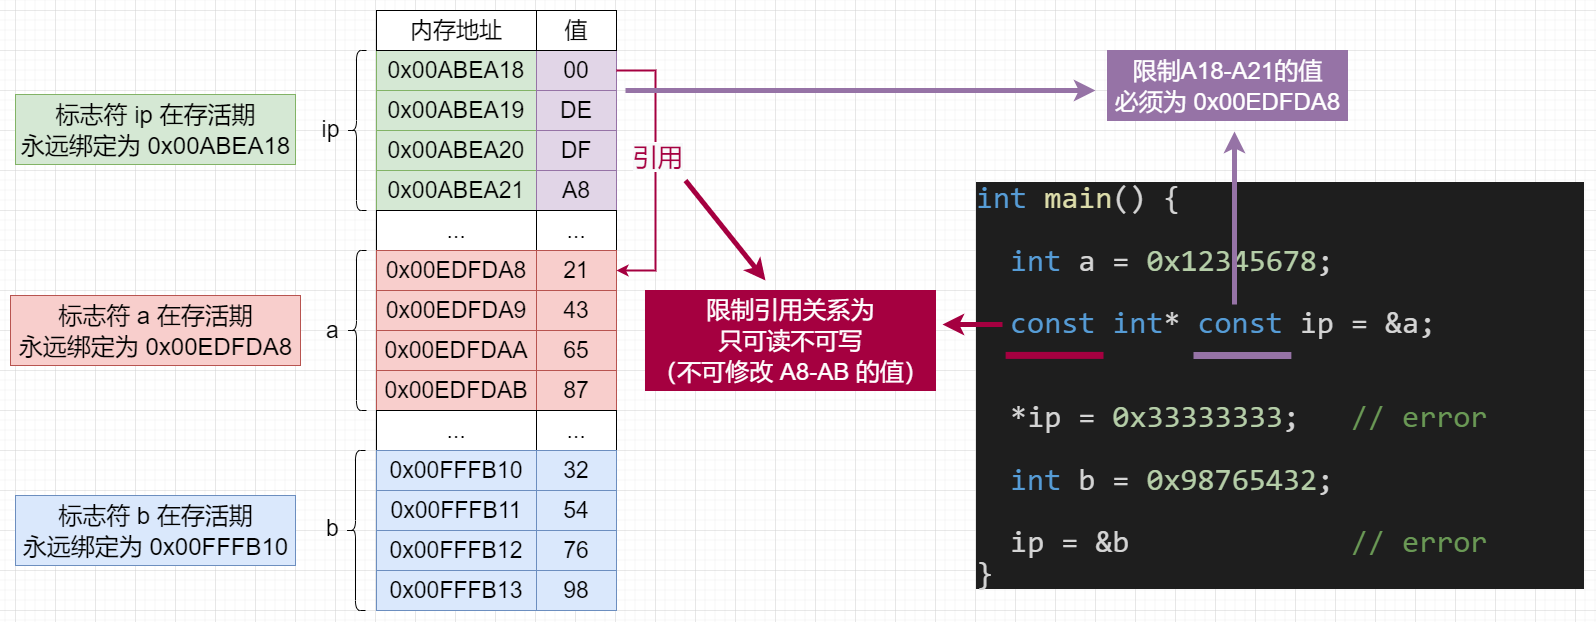 内存地址 值
0x00ABEA18 00
0x00ABEA19 DE
0x00ABEA20 DF
0x00ABEA21 A8
... ...
0x00EDFDA8 21
0x00EDFDA9 43
0x00EDFDAA 65
0x00EDFDAB 87
... ...
0x00FFFB10 32
0x00FFFB11 54
0x00FFFB12 76
0x00FFFB13 98
标志符 ip 在存活期
永远绑定为 0x00ABEA18
ip
标志符 a 在存活期
永远绑定为 0x00EDFDA8
a
标志符 b 在存活期
永远绑定为 0x00FFFB10
b
引用
限制A18-A21的值
必须为 0x00EDFDA8
限制引用关系为
只可读不可写
（不可修改 A8-AB 的值）
int main() {
int a = 0x12345678;
const int* const ip = &a;
*ip = 0x33333333; // error
int b = 0x98765432;
ip = &b // error
}